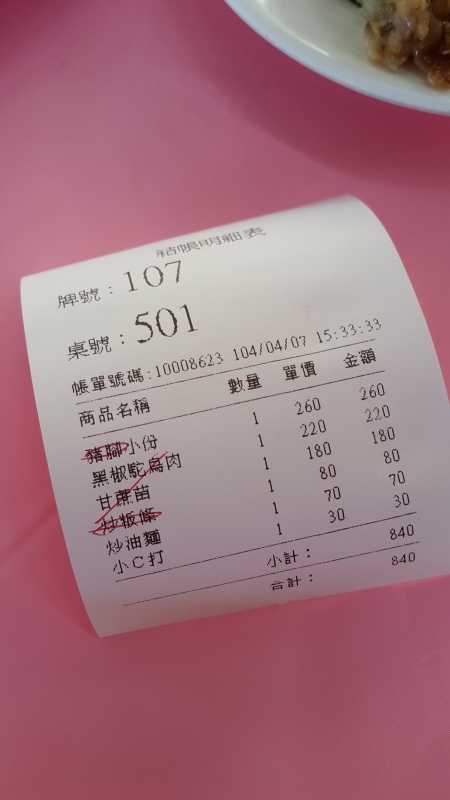 結帳明細表
牌號：107
桌號：501
帳單號碼：10008623 104/04/07 15:33:33
商品名稱 數量 單價 金額
豬腳小份 1 260 260
黑椒駝鳥肉 1 220 220
甘蔗苗 1 180 180
炒粄條 1 80 80
炒油麵 1 70 70
小C打 1 30 30
小計： 840
合計： 840